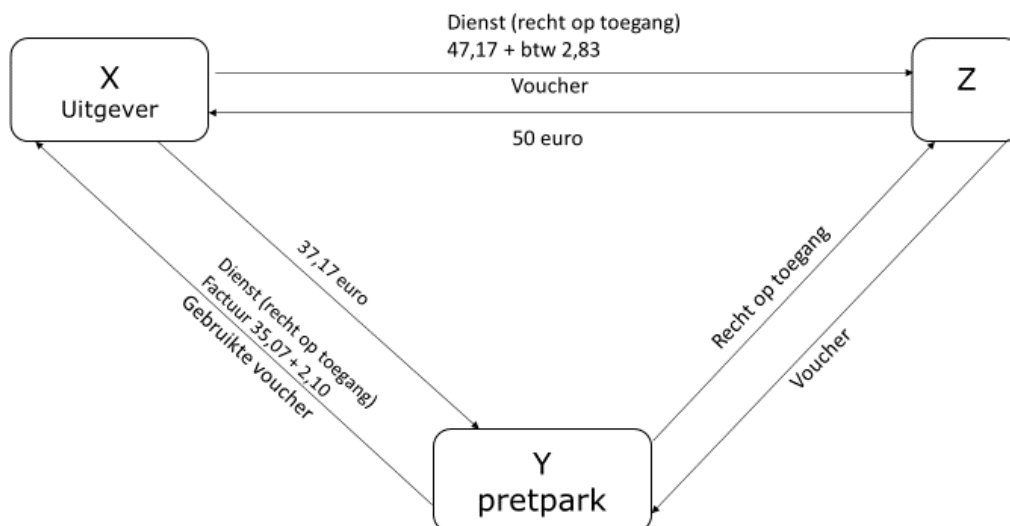 Dienst (recht op toegang)
47,17 + btw 2,83
X
Uitgever
Voucher
Z
50 euro
37,17 euro
Dienst (recht op toegang)
Factuur 35,07 + 2,10
Gebruikte voucher
Recht op toegang
Voucher
Y
pretpark